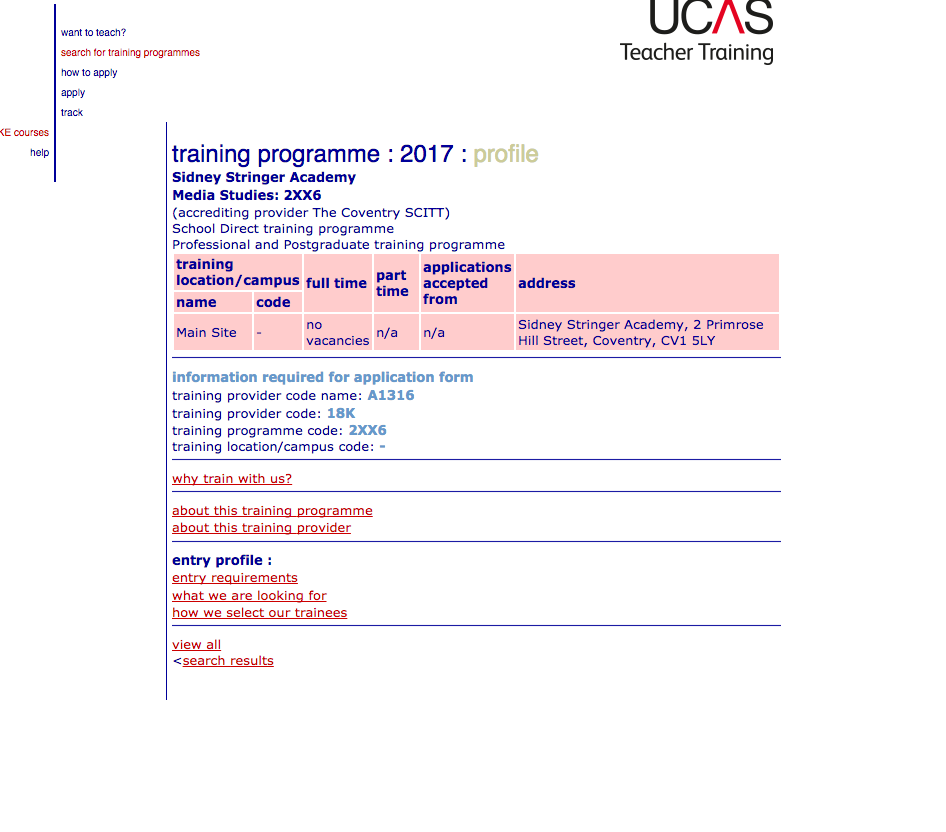 UCAS
Teacher Training
want to teach?
search for training programmes
how to apply
apply
track
KE courses
help
training programme : 2017 : profile
Sidney Stringer Academy
Media Studies: 2XX6
(accrediting provider The Coventry SCITT)
School Direct training programme
Professional and Postgraduate training programme
training
location/campus
full time
part
time
applications
accepted
from
address
name
code
Main Site
-
no
vacancies
n/a
n/a
Sidney Stringer Academy, 2 Primrose
Hill Street, Coventry, CV1 5LY
information required for application form
training provider code name: A1316
training provider code: 18K
training programme code: 2XX6
training location/campus code: -
why train with us?
about this training programme
about this training provider
entry profile :
entry requirements
what we are looking for
how we select our trainees
view all
<search results